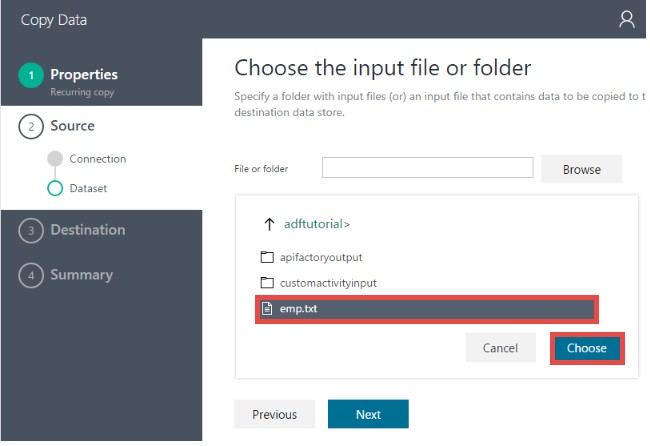 Copy Data
1 Properties
Recurring copy
2 Source
Connection
Dataset
3 Destination
4 Summary
Choose the input file or folder
Specify a folder with input files (or) an input file that contains data to be copied to t
destination data store.
File or folder Browse
adftutorial>
apifactoryoutput
customactivityinput
emp.txt
Cancel Choose
Previous Next